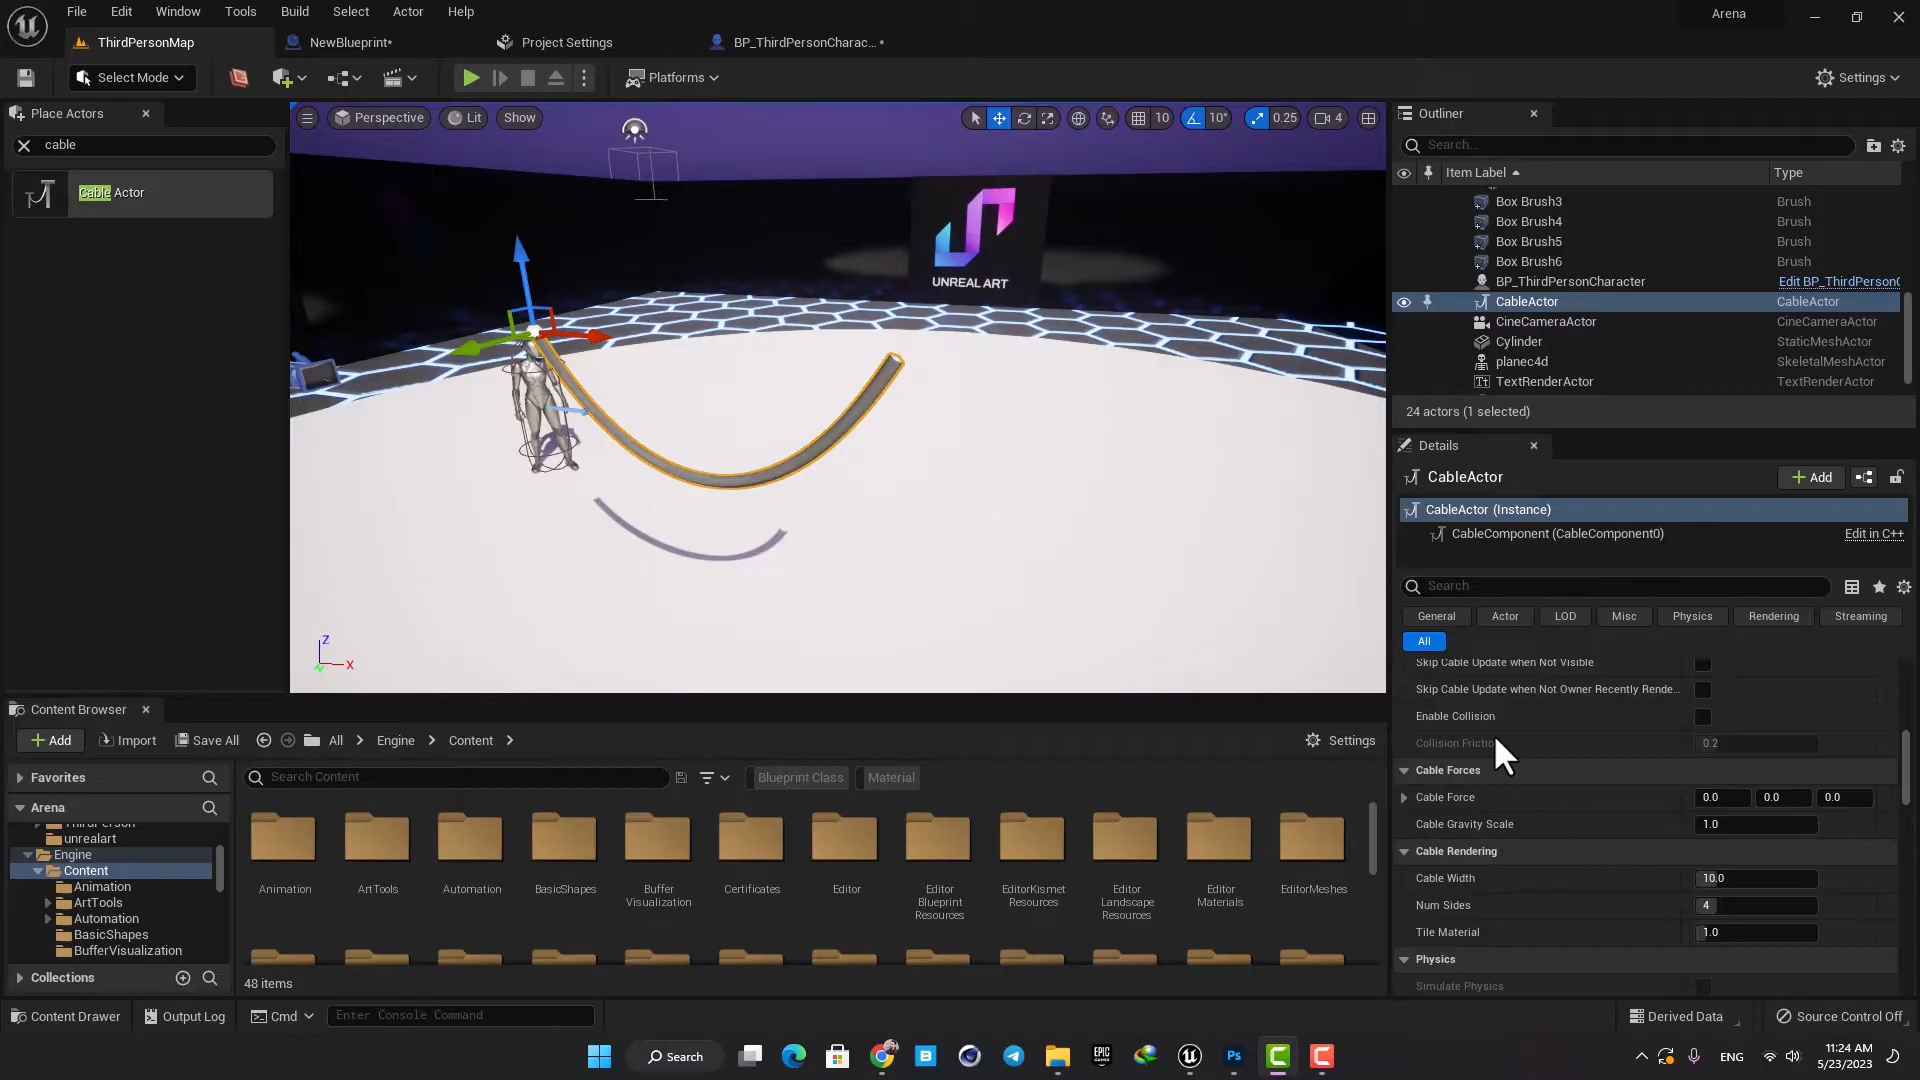 File Edit Window Tools Build Select Actor Help
Arena
ThirdPersonMap
NewBlueprint*
Project Settings
BP_ThirdPersonCharac... *
Select Mode
Platforms
Settings
Place Actors
cable
Cable Actor
Perspective
Lit
Show
10
10°
0.25
4
UNREAL ART
Z
X
Outliner
Search...
Item Label
Type
Box Brush3 Brush
Box Brush4 Brush
Box Brush5 Brush
Box Brush6 Brush
BP_ThirdPersonCharacter Edit BP_ThirdPerson
CableActor CableActor
CineCameraActor CineCameraActor
Cylinder StaticMeshActor
planec4d SkeletalMeshActor
TextRenderActor TextRenderActor
24 actors (1 selected)
Details
CableActor
Add
CableActor (Instance)
CableComponent (CableComponent0) Edit in C++
Search
General Actor LOD Misc Physics Rendering Streaming
All
Skip Cable Update when Not Visible
Skip Cable Update when Not Owner Recently Rende...
Enable Collision
Collision Frictio 0.2
Cable Forces
Cable Force 0.0 0.0 0.0
Cable Gravity Scale 1.0
Cable Rendering
Cable Width 10.0
Num Sides 4
Tile Material 1.0
Physics
Simulate Physics
Content Browser
Add Import Save All All Engine Content Settings
Favorites
Search Content
Blueprint Class
Material
Arena
ThirdPerson
unrealart
Engine
Content
Animation
ArtTools
Automation
BasicShapes
BufferVisualization
Collections
Animation
ArtTools
Automation
BasicShapes
Buffer Visualization
Certificates
Editor
Editor Blueprint Resources
EditorKismet Resources
Editor Landscape Resources
Editor Materials
EditorMeshes
48 items
Content Drawer
Output Log
Cmd
Enter Console Command
Derived Data
Source Control Off
Search
EPIC GAMES
Ps
ENG
11:24 AM
5/23/2023